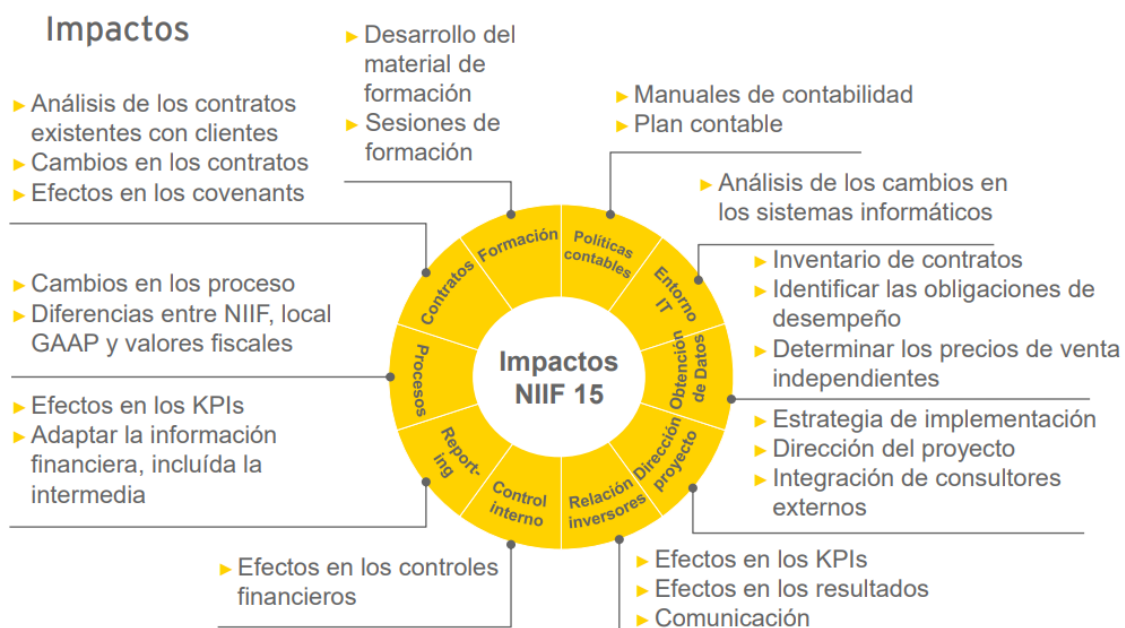 Impactos
► Análisis de los contratos
existentes con clientes
► Cambios en los contratos
► Efectos en los covenants
► Desarrollo del
material de
formación
► Sesiones de
formación
► Manuales de contabilidad
► Plan contable
► Análisis de los cambios en
los sistemas informáticos
► Inventario de contratos
► Identificar las obligaciones de
desempeño
► Determinar los precios de venta
independientes
► Estrategia de implementación
► Dirección del proyecto
► Integración de consultores
externos
► Efectos en los KPIs
► Efectos en los resultados
► Comunicación
► Efectos en los controles
financieros
► Efectos en los KPIs
► Adaptar la información
financiera, incluída la
intermedia
► Cambios en los proceso
► Diferencias entre NIIF, local
GAAP y valores fiscales
Contratos
Formación
Políticas
contables
Entorno
IT
Obtención
de Datos
Dirección
proyecto
Relación
inversores
Control
interno
Report-
ing
Procesos
Impactos
NIIF 15